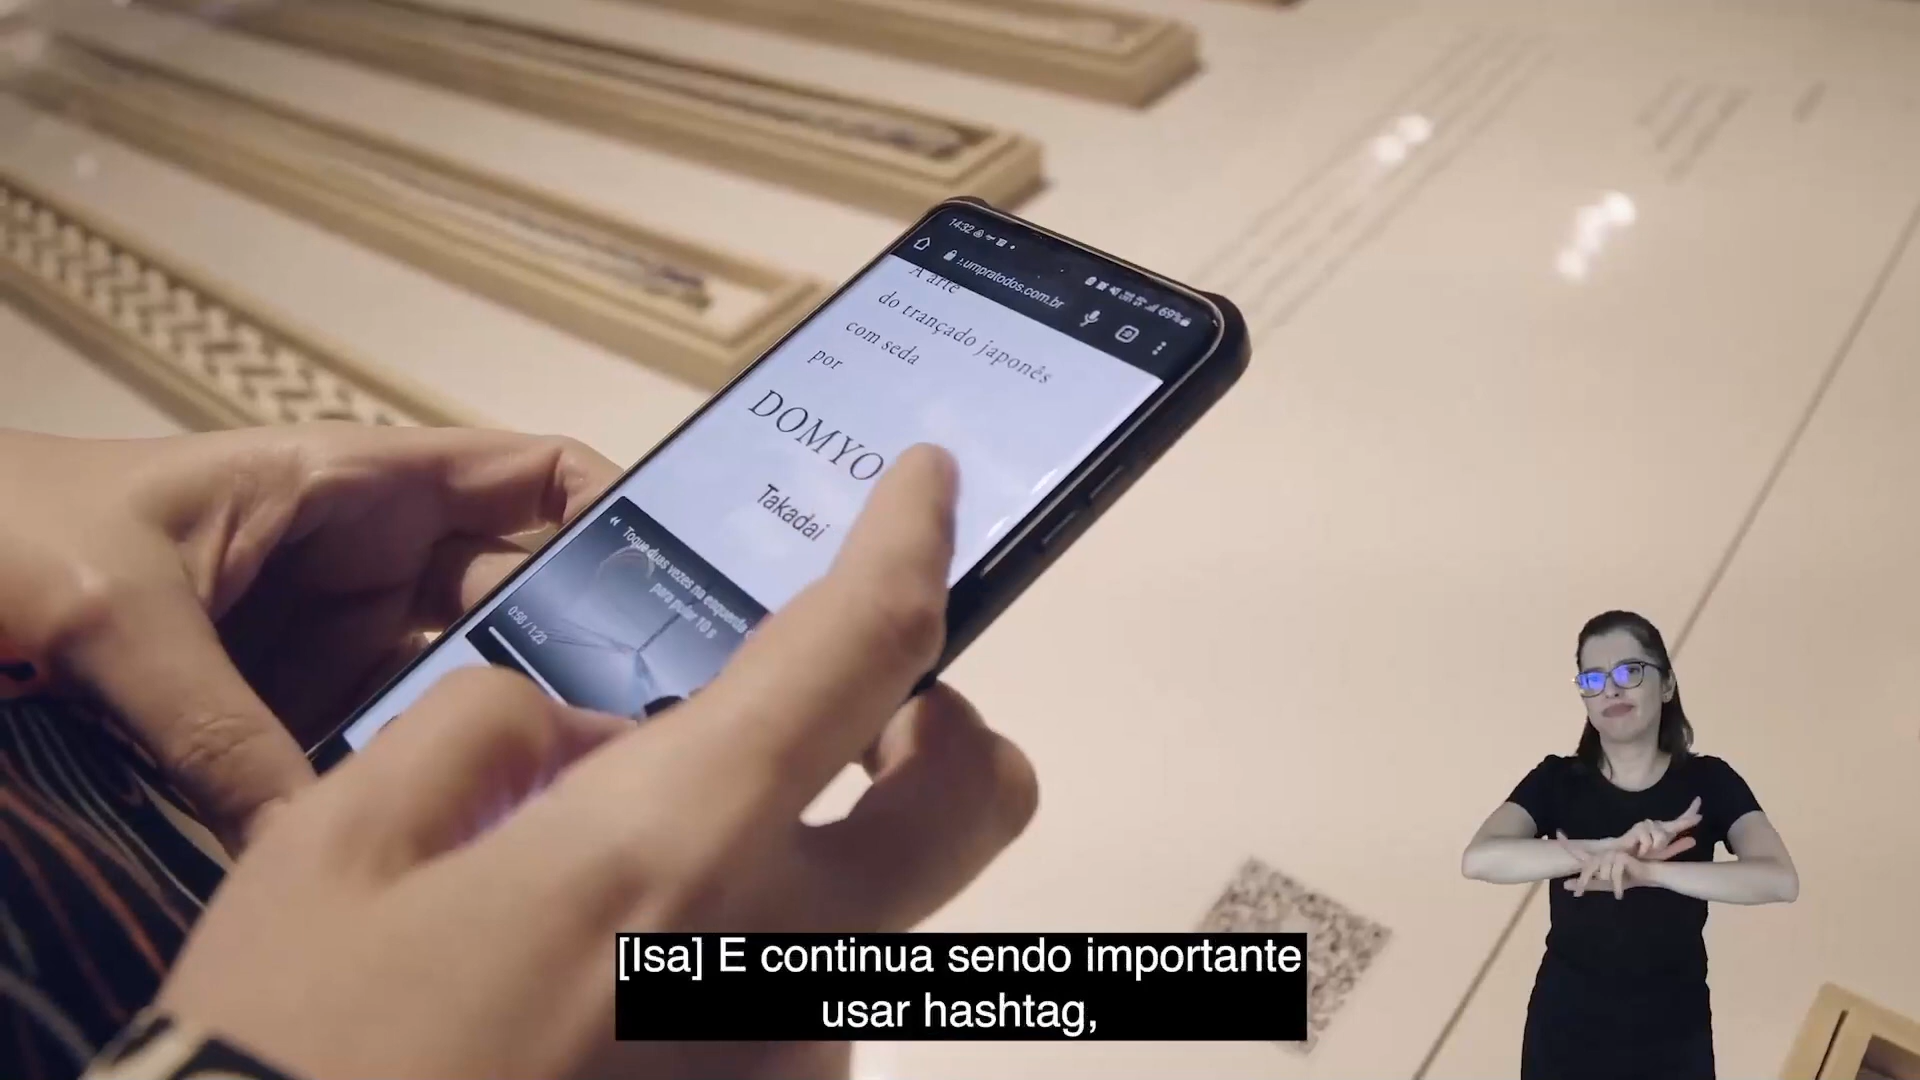 14:32
.umpratodos.com.br
69%
A arte
do trançado japonês
com seda
por
DOMYO
Takadai
Toque duas vezes na esquerda
para pular 10 s
0:58 / 1:23
[Isa] E continua sendo importante
usar hashtag,